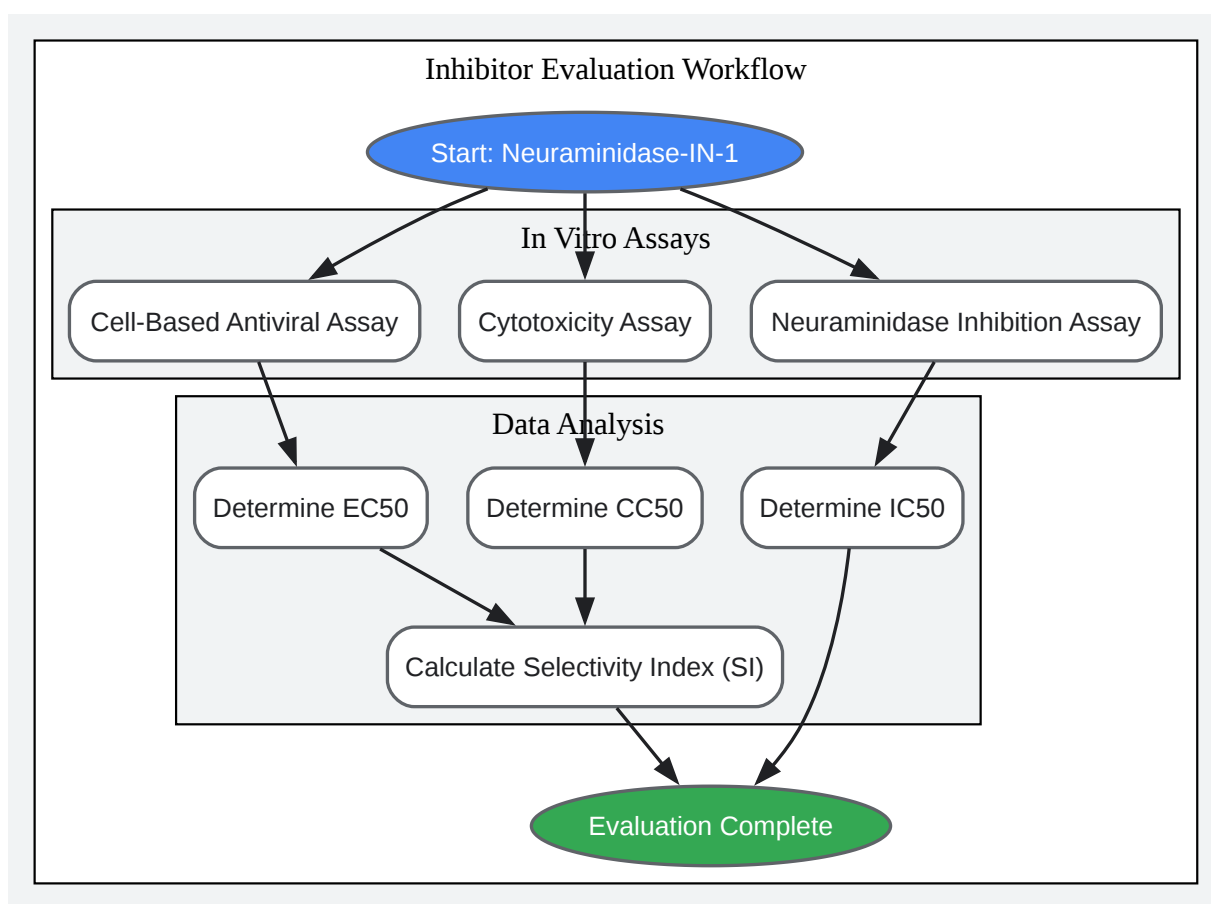 Inhibitor Evaluation Workflow
Start: Neuraminidase-IN-1
In Vitro Assays
Cell-Based Antiviral Assay
Cytotoxicity Assay
Neuraminidase Inhibition Assay
Data Analysis
Determine EC50
Determine CC50
Determine IC50
Calculate Selectivity Index (SI)
Evaluation Complete